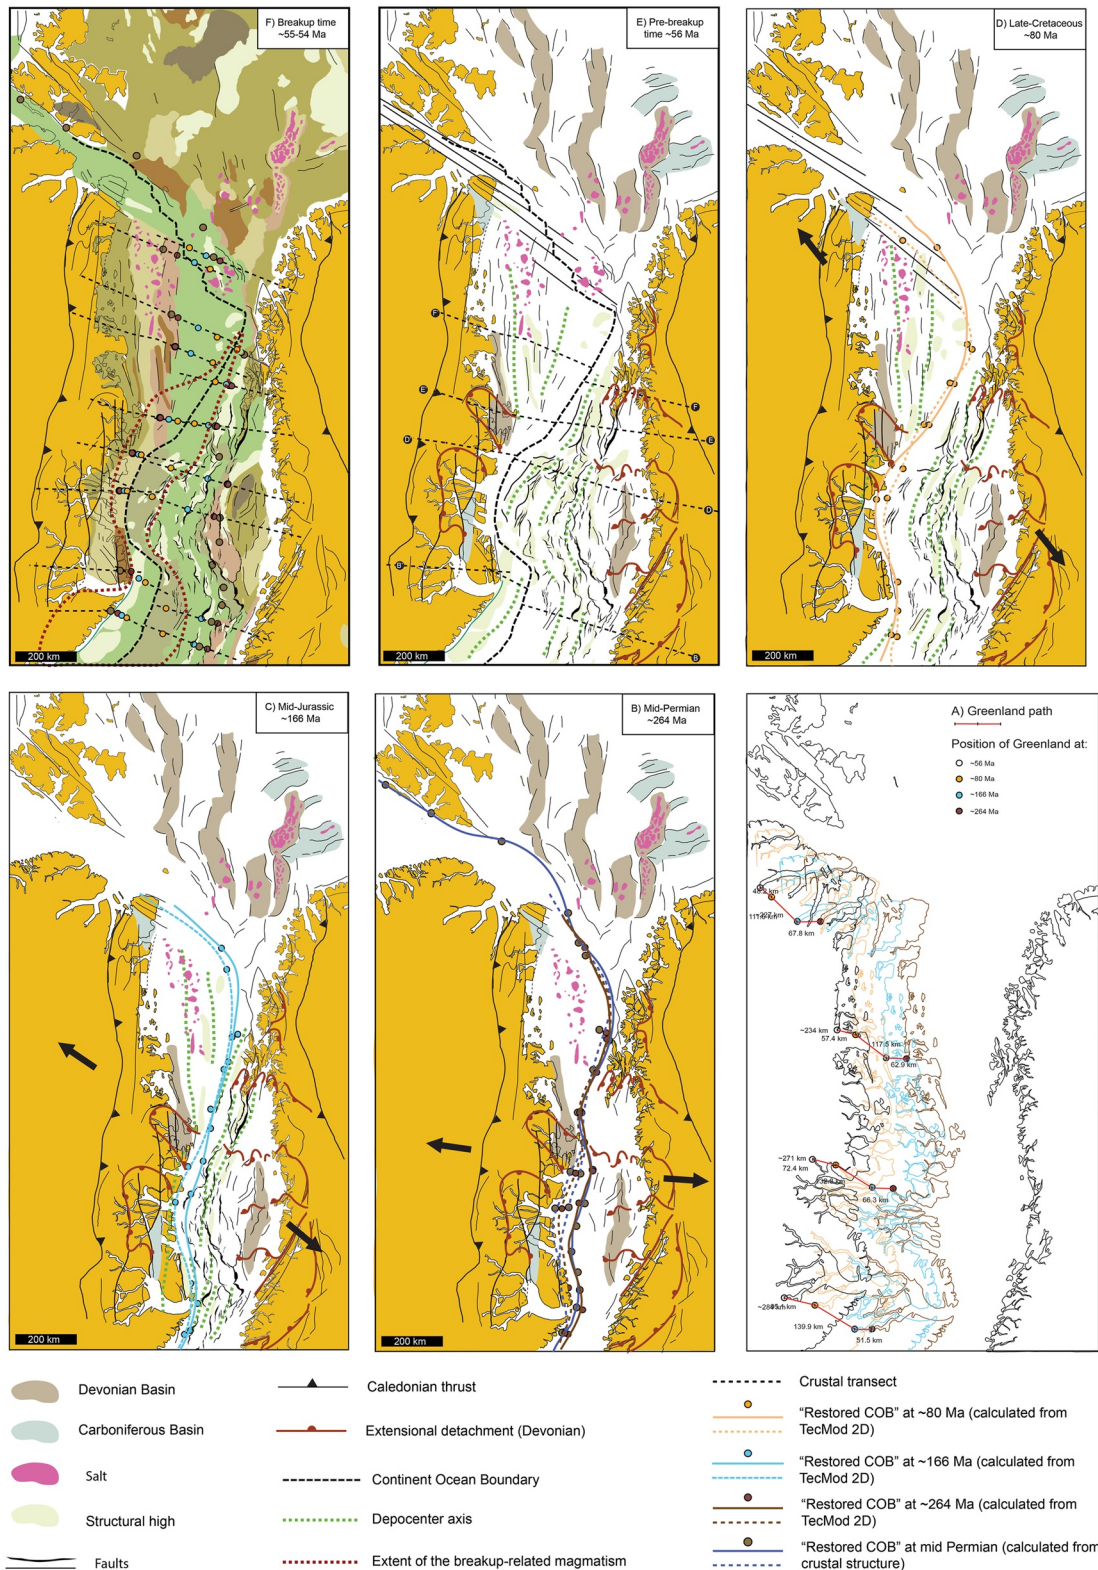 F) Breakup time
~55-54 Ma
200 km
E) Pre-breakup
time ~56 Ma
F
E
D
F
E
D
B
B
200 km
D) Late-Cretaceous
~80 Ma
200 km
C) Mid-Jurassic
~166 Ma
200 km
B) Mid-Permian
~264 Ma
200 km
A) Greenland path
Position of Greenland at:
~56 Ma
~80 Ma
~166 Ma
~264 Ma
67.8 km
~234 km
57.4 km
117.5 km
62.9 km
~271 km
72.4 km
66.3 km
139.9 km
51.5 km
Devonian Basin
Carboniferous Basin
Salt
Structural high
Faults
Caledonian thrust
Extensional detachment (Devonian)
Continent Ocean Boundary
Depocenter axis
Extent of the breakup-related magmatism
Crustal transect
“Restored COB” at ~80 Ma (calculated from
TecMod 2D)
“Restored COB” at ~166 Ma (calculated from
TecMod 2D)
“Restored COB” at ~264 Ma (calculated from
TecMod 2D)
“Restored COB” at mid Permian (calculated from
crustal structure)